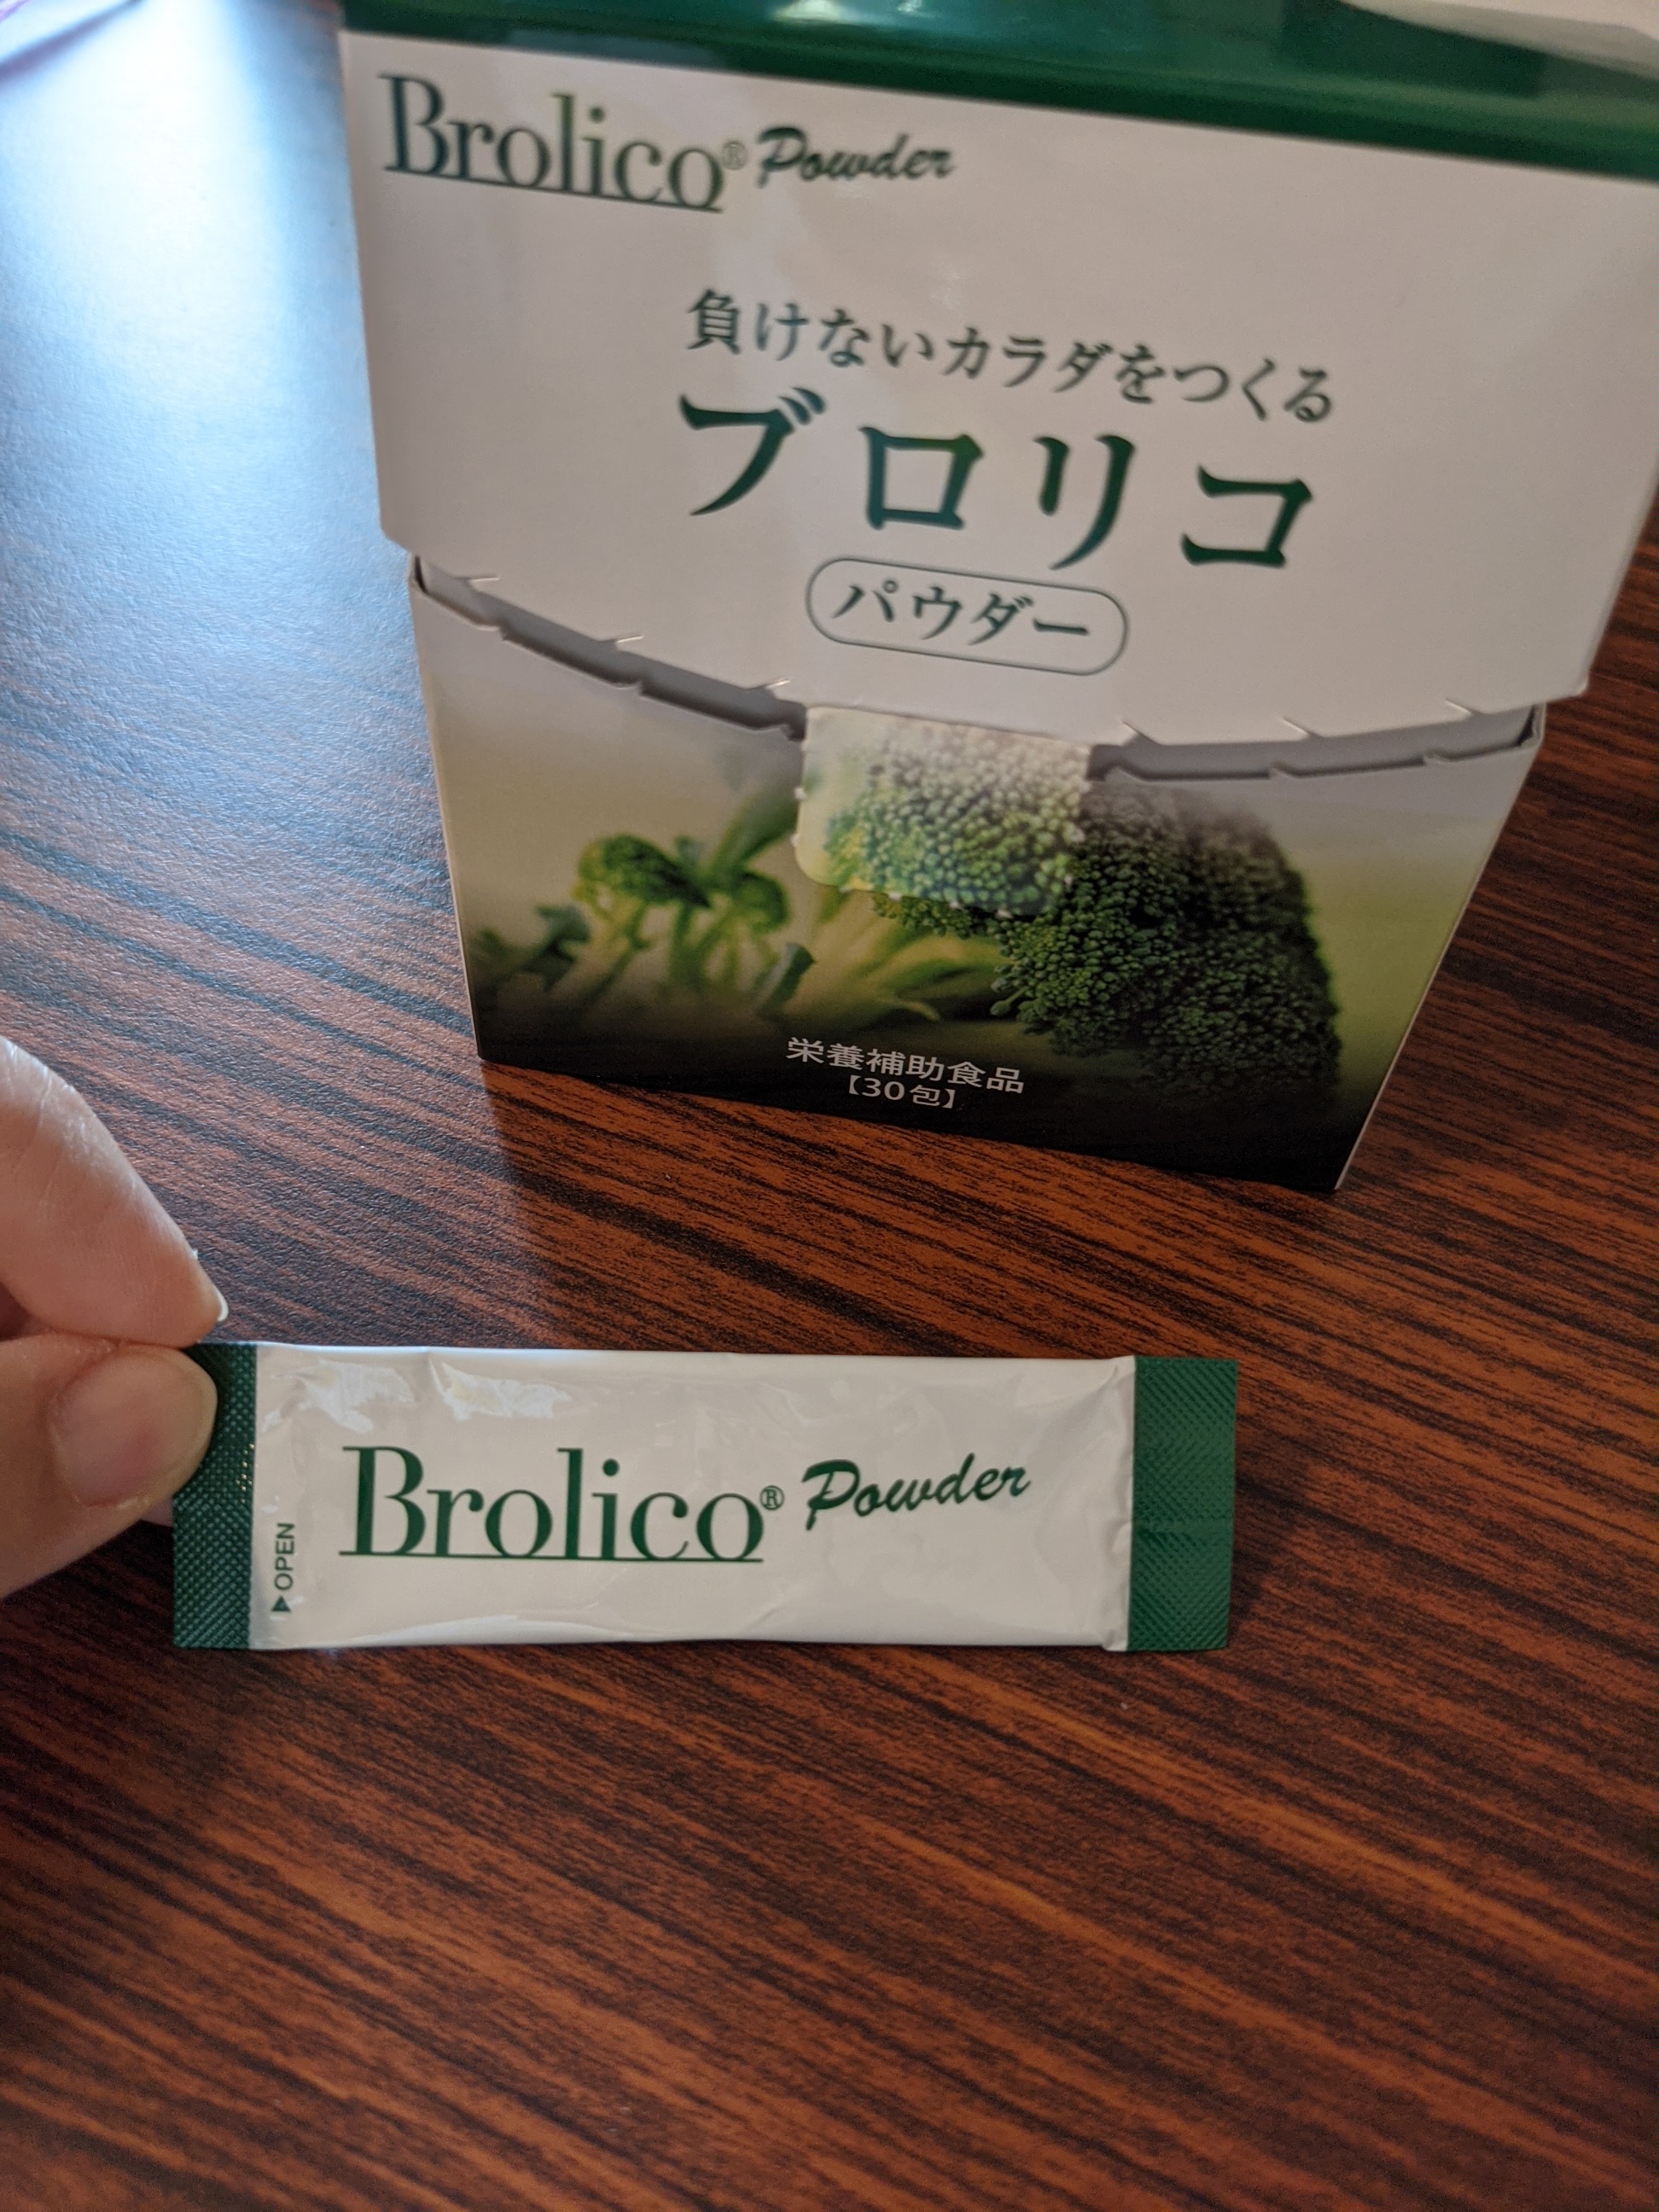 Brolico® Powder
負けないカラダをつくる
ブロリコ
パウダー
栄養補助食品
【30包】
▶OPEN
Brolico® Powder